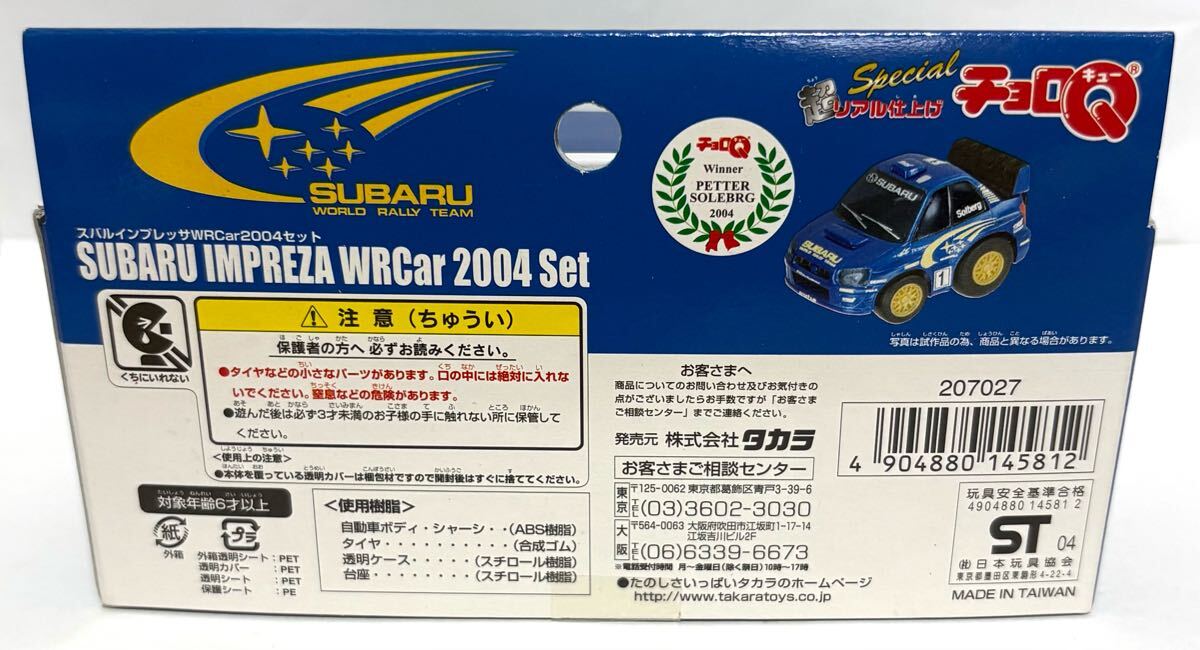 SUBARU
WORLD RALLY TEAM
スバルインプレッサWRCar2004セット
SUBARU IMPREZA WRCar 2004 Set
チョロQ
Winner
PETTER
SOLEBRG
2004
Special
超リアル仕上げ
チョロQ
キュー
®
SUBARU
Solberg
SUBARU
1
写真は試作品の為、商品と異なる場合があります。
くちにいれない
注意(ちゅうい)
保護者の方へ必ずお読みください。
●タイヤなどの小さなパーツがあります。口の中には絶対に入れな
いでください。窒息などの危険があります。
●遊んだ後は必ず3才未満のお子様の手に触れない所に保管して
ください。
<使用上の注意>
●本体を覆っている透明カバーは梱包材ですので開封後はすぐに捨ててください。
対象年齢6才以上
紙
外箱
プラ
外箱透明シート:PET
透明カバー:PET
透明シート:PET
保護シート:PE
<使用樹脂>
自動車ボディ・シャーシ・・(ABS樹脂)
タイヤ・・・・・・・・・・(合成ゴム)
透明ケース・・・・・(スチロール樹脂)
台座・・・・・・・・(スチロール樹脂)
お客さまへ
商品についてのお問い合わせ及びお気付きの
点がございましたらお手数ですが「お客さま
ご相談センター」までご連絡ください。
発売元 株式会社タカラ
お客さまご相談センター
東京
〒125-0062 東京都葛飾区青戸3-39-6
TEL(03)3602-3030
大阪
〒564-0063 大阪府吹田市江坂町1-17-14
江坂吉川ビル2F
TEL(06)6339-6673
※電話受付時間 月〜金曜日(除く祭日)10時〜17時
●たのしさいっぱいタカラのホームページ
http://www.takaratoys.co.jp
207027
4 904880 145812
玩具安全基準合格
4904880 14581 2
ST 04
(社)日本玩具協会
東京都墨田区東駒形4-22-4
MADE IN TAIWAN